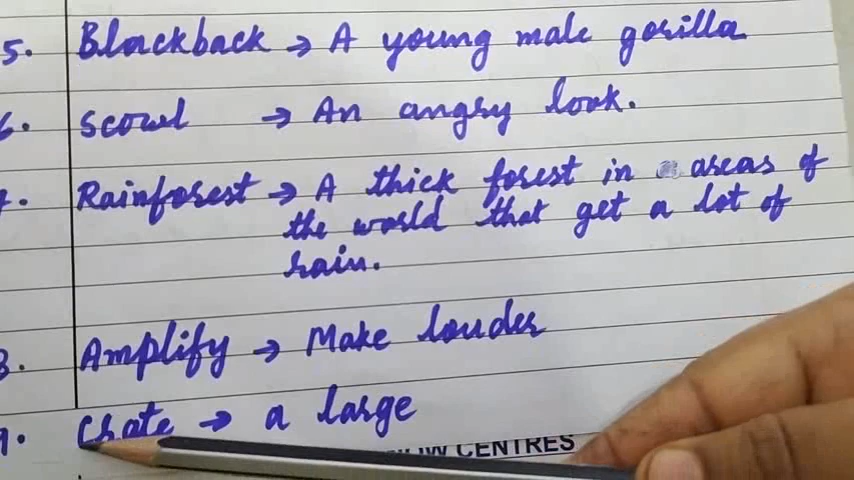 5. Blackback → A young male gorilla
6. Scowl → An angry look.
7. Rainforest → A thick forest in areas of
the world that get a lot of
rain.
8. Amplify → Make louder
9. Crate → a large
CENTRES